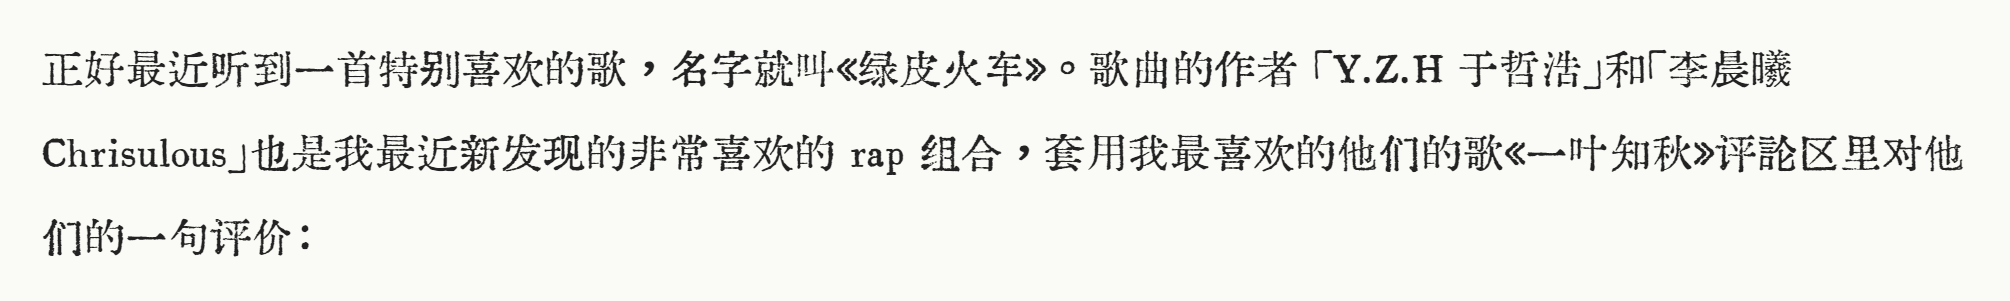 正好最近听到一首特别喜欢的歌，名字就叫《绿皮火车》。歌曲的作者「Y.Z.H 于哲浩」和「李晨曦
Chrisulous」也是我最近新发现的非常喜欢的 rap 组合，套用我最喜欢的他们的歌《一叶知秋》评論区里对他
们的一句评价：